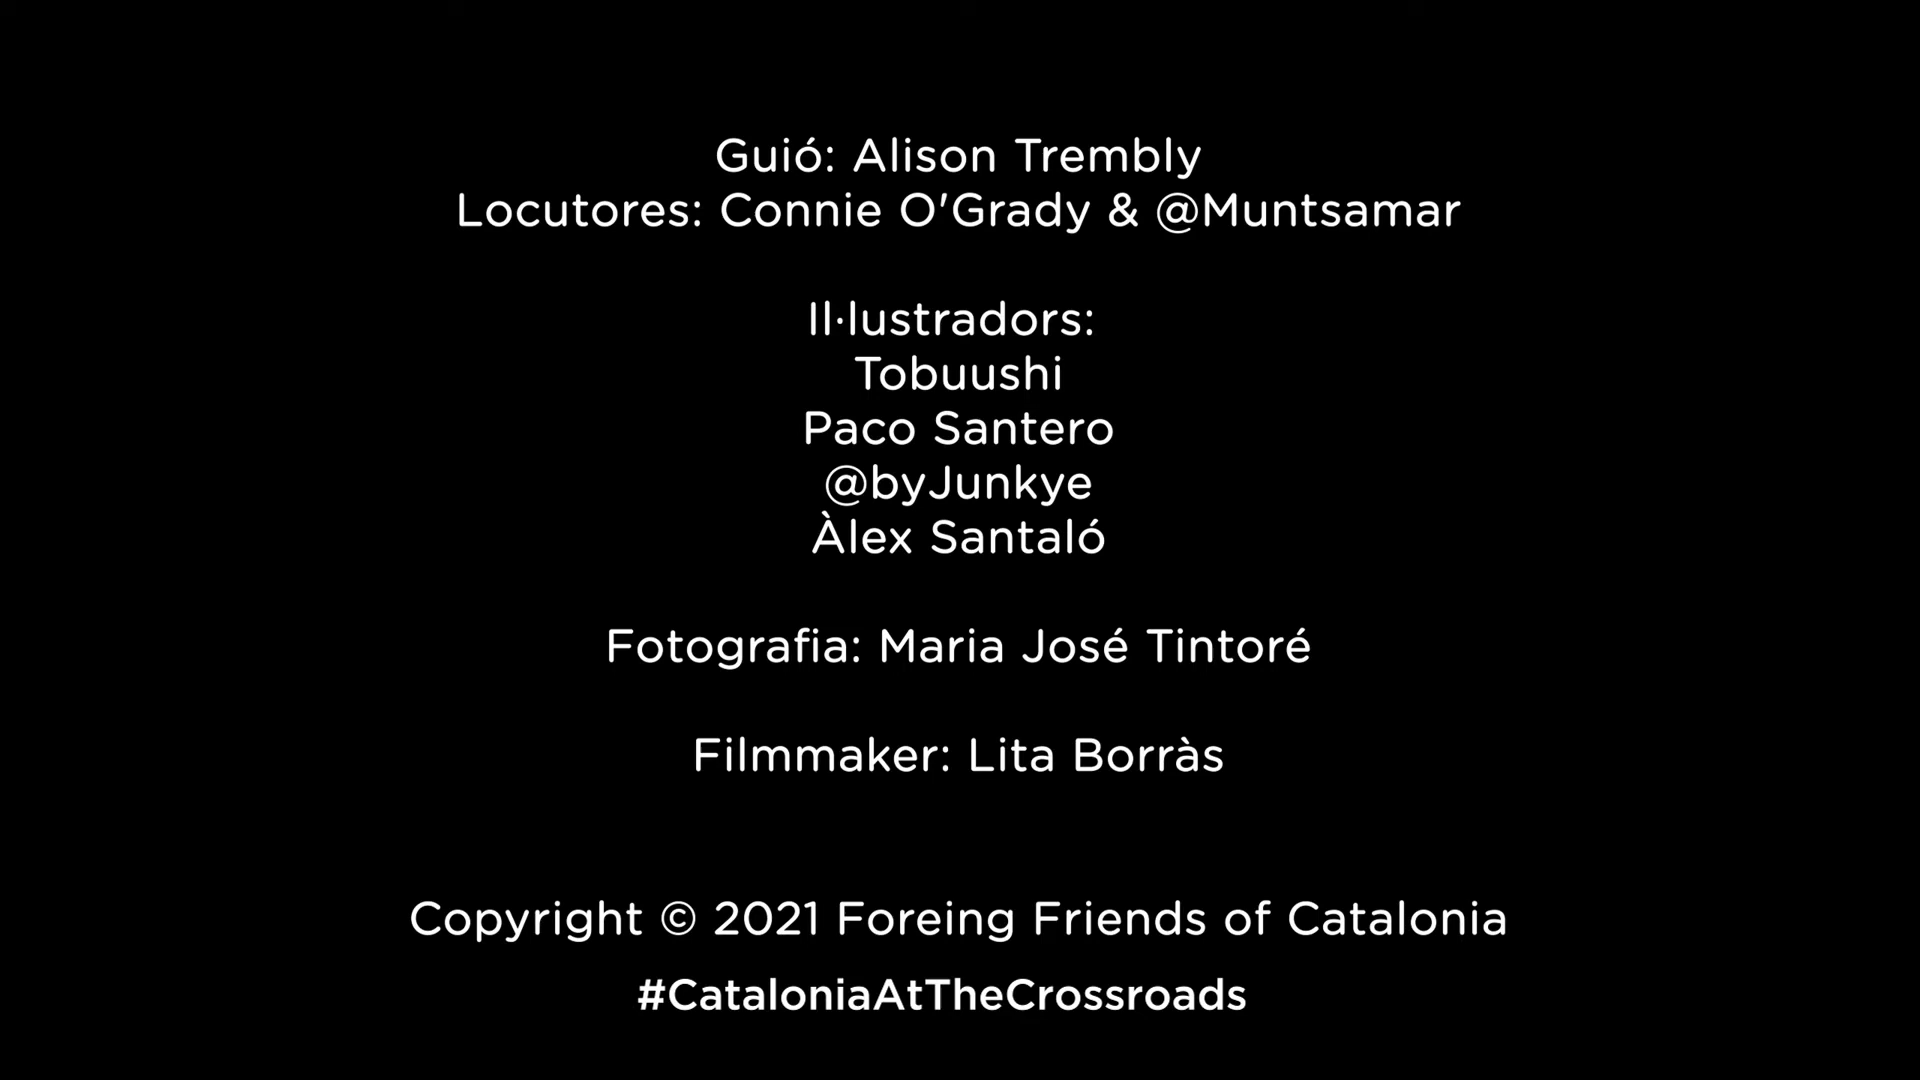 Guió: Alison Trembly
Locutores: Connie O'Grady & @Muntsamar
Il·lustradors:
Tobuushi
Paco Santero
@byJunkye
Àlex Santaló
Fotografia: Maria José Tintoré
Filmmaker: Lita Borràs
Copyright © 2021 Foreing Friends of Catalonia
#CataloniaAtTheCrossroads